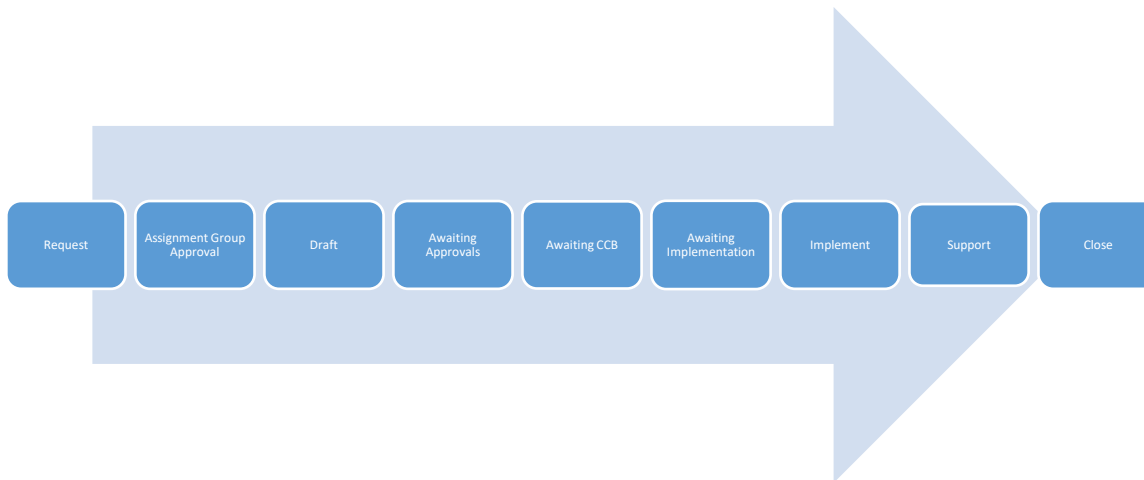 Request
Assignment Group
Approval
Draft
Awaiting
Approvals
Awaiting CCB
Awaiting
Implementation
Implement
Support
Close